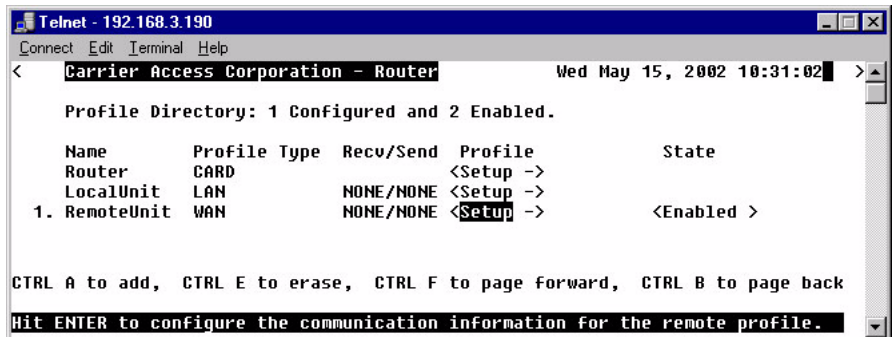 Telnet - 192.168.3.190
Connect Edit Terminal Help
< Carrier Access Corporation - Router Wed May 15, 2002 10:31:02 >
Profile Directory: 1 Configured and 2 Enabled.
Name Profile Type Recv/Send Profile State
Router CARD <Setup ->
LocalUnit LAN NONE/NONE <Setup ->
1. RemoteUnit WAN NONE/NONE <Setup -> <Enabled >
CTRL A to add, CTRL E to erase, CTRL F to page forward, CTRL B to page back
Hit ENTER to configure the communication information for the remote profile.